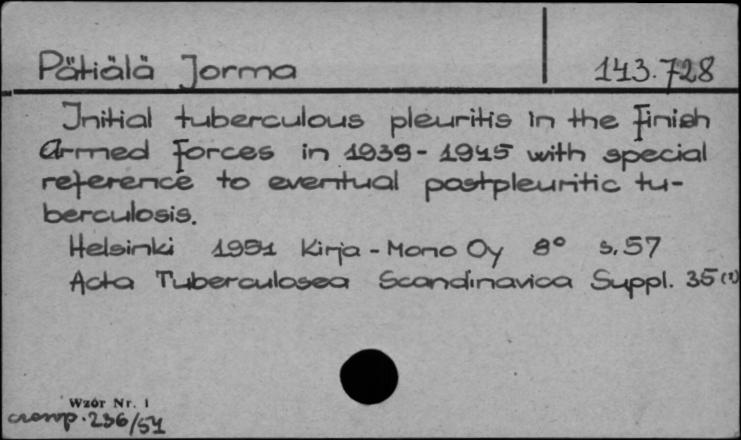 Pätiälä Jorma 143.728
Initial tuberculous pleuritis in the Finish
Armed Forces in 1939-1945 with special
reference to eventual postpleuritic tu-
berculosis.
Helsinki 1951 Kirja-Mono Oy 8° s.57
Acta Tuberculosea Scandinavica Suppl. 35
Wzór Nr. 1
236/54